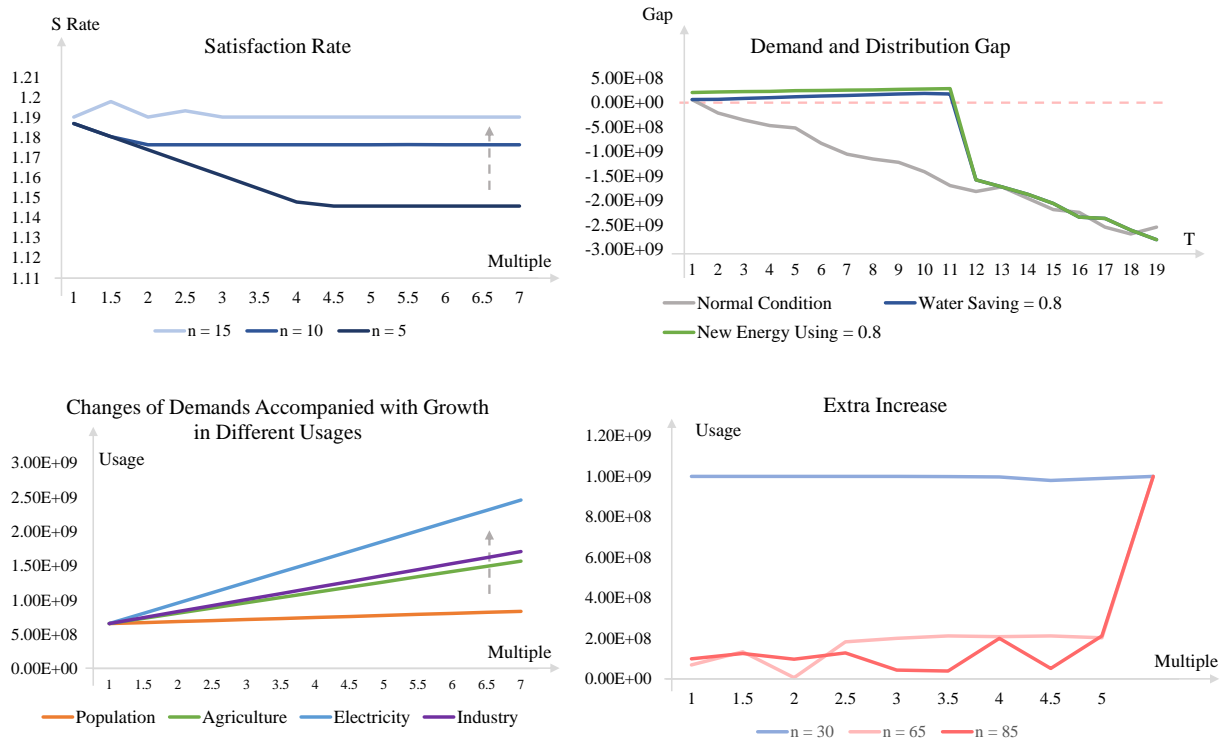 S Rate
Satisfaction Rate
1.21
1.2
1.19
1.18
1.17
1.16
1.15
1.14
1.13
1.12
1.11
Multiple
1 1.5 2 2.5 3 3.5 4 4.5 5 5.5 6 6.5 7
n = 15 n = 10 n = 5
Gap
Demand and Distribution Gap
5.00E+08
0.00E+00
-5.00E+08
-1.00E+09
-1.50E+09
-2.00E+09
-2.50E+09
-3.00E+09
T
1 2 3 4 5 6 7 8 9 10 11 12 13 14 15 16 17 18 19
Normal Condition Water Saving = 0.8
New Energy Using = 0.8
Changes of Demands Accompanied with Growth
in Different Usages
Usage
3.00E+09
2.50E+09
2.00E+09
1.50E+09
1.00E+09
5.00E+08
0.00E+00
Multiple
1 1.5 2 2.5 3 3.5 4 4.5 5 5.5 6 6.5 7
Population Agriculture Electricity Industry
Extra Increase
Usage
1.20E+09
1.00E+09
8.00E+08
6.00E+08
4.00E+08
2.00E+08
0.00E+00
Multiple
1 1.5 2 2.5 3 3.5 4 4.5 5
n = 30 n = 65 n = 85